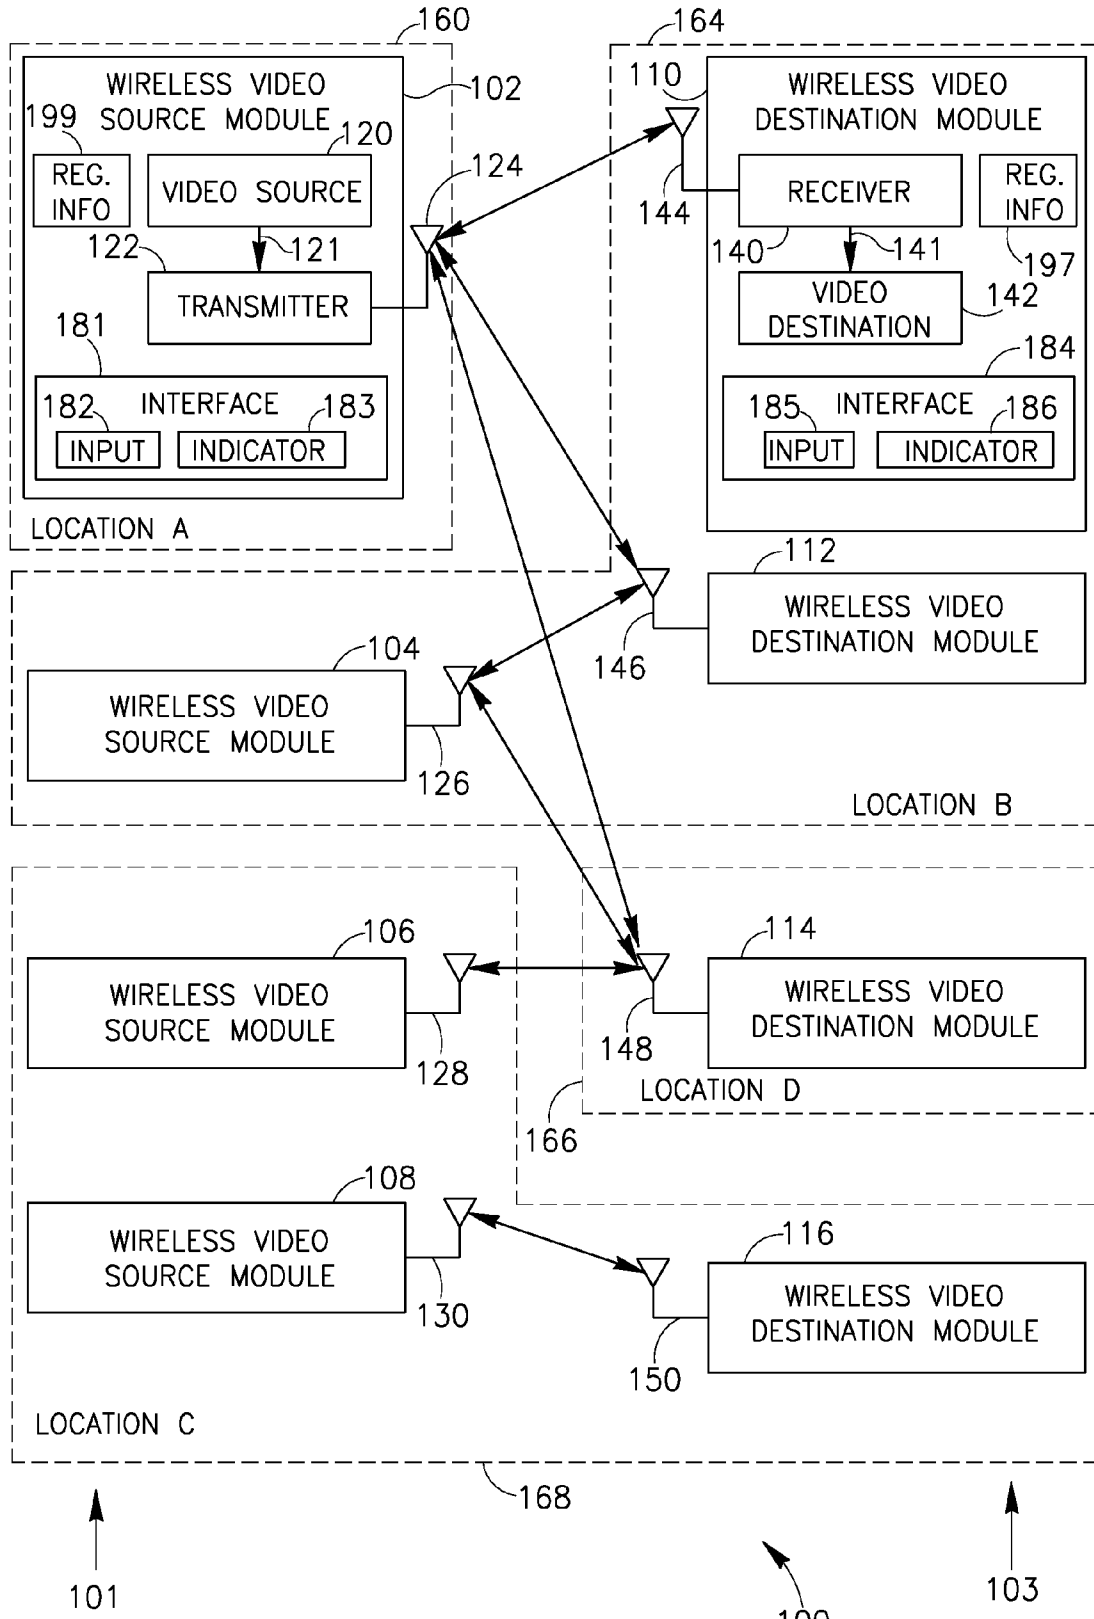 160
164
WIRELESS VIDEO
SOURCE MODULE
102
110
WIRELESS VIDEO
DESTINATION MODULE
199
120
124
REG.
INFO
VIDEO SOURCE
144
RECEIVER
REG.
INFO
122
121
140
141
197
TRANSMITTER
VIDEO
DESTINATION
142
181
184
INTERFACE
182
183
INPUT
INDICATOR
INTERFACE
185
186
INPUT
INDICATOR
LOCATION A
112
WIRELESS VIDEO
DESTINATION MODULE
146
104
WIRELESS VIDEO
SOURCE MODULE
126
LOCATION B
106
WIRELESS VIDEO
SOURCE MODULE
128
114
WIRELESS VIDEO
DESTINATION MODULE
148
LOCATION D
166
108
WIRELESS VIDEO
SOURCE MODULE
130
116
WIRELESS VIDEO
DESTINATION MODULE
150
LOCATION C
168
101
103